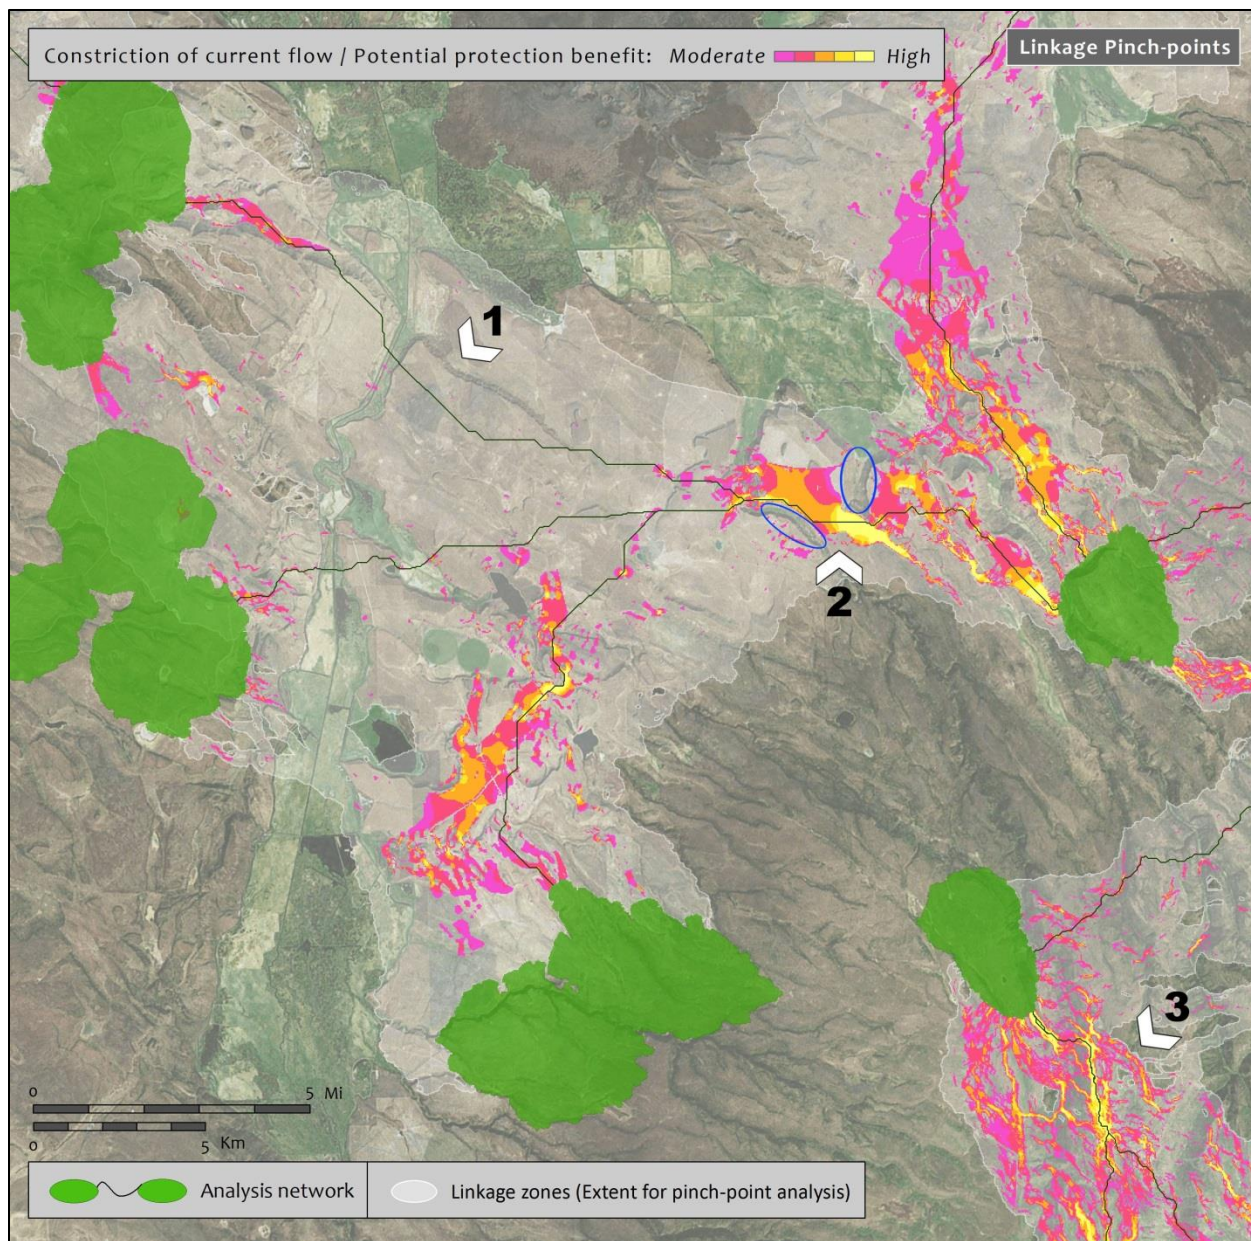 Constriction of current flow / Potential protection benefit: Moderate High
Linkage Pinch-points
1
2
3
0 5 Mi
0 5 Km
Analysis network
Linkage zones (Extent for pinch-point analysis)